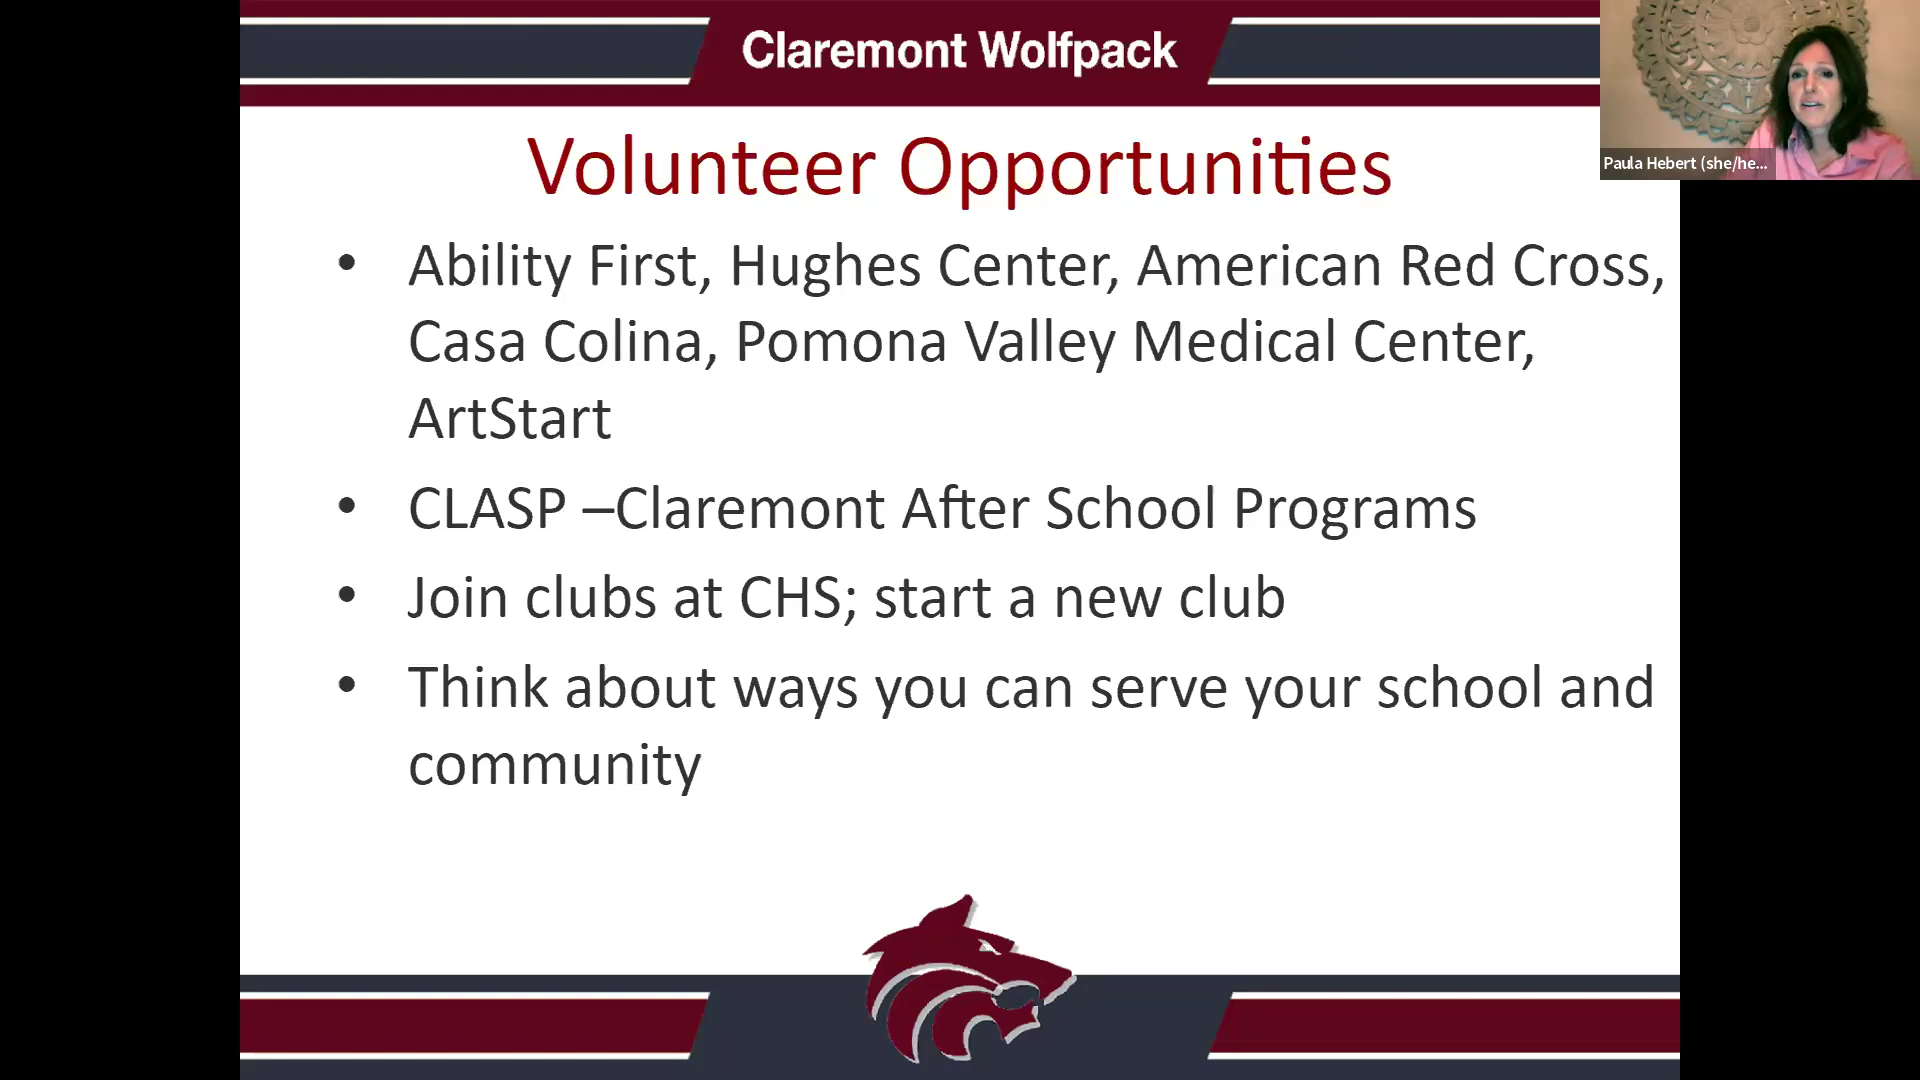 Claremont Wolfpack
Paula Hebert (she/he...
Volunteer Opportunities
• Ability First, Hughes Center, American Red Cross,
Casa Colina, Pomona Valley Medical Center,
ArtStart
• CLASP –Claremont After School Programs
• Join clubs at CHS; start a new club
• Think about ways you can serve your school and
community